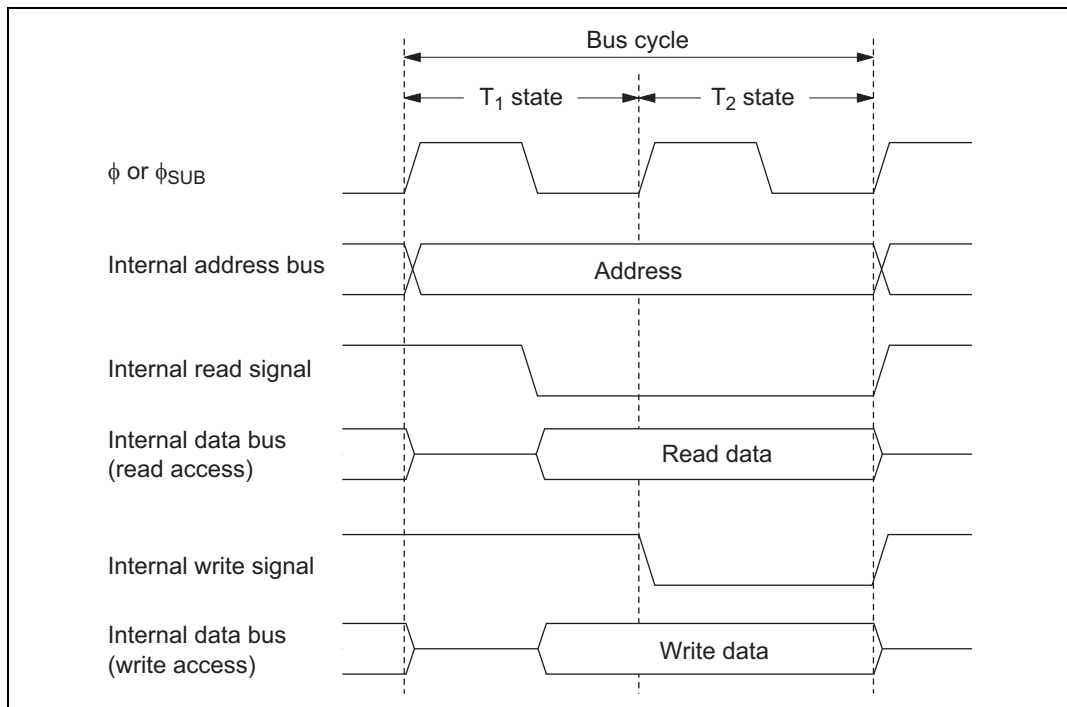 Bus cycle
T₁ state
T₂ state
ϕ or ϕSUB
Internal address bus
Address
Internal read signal
Internal data bus
(read access)
Read data
Internal write signal
Internal data bus
(write access)
Write data